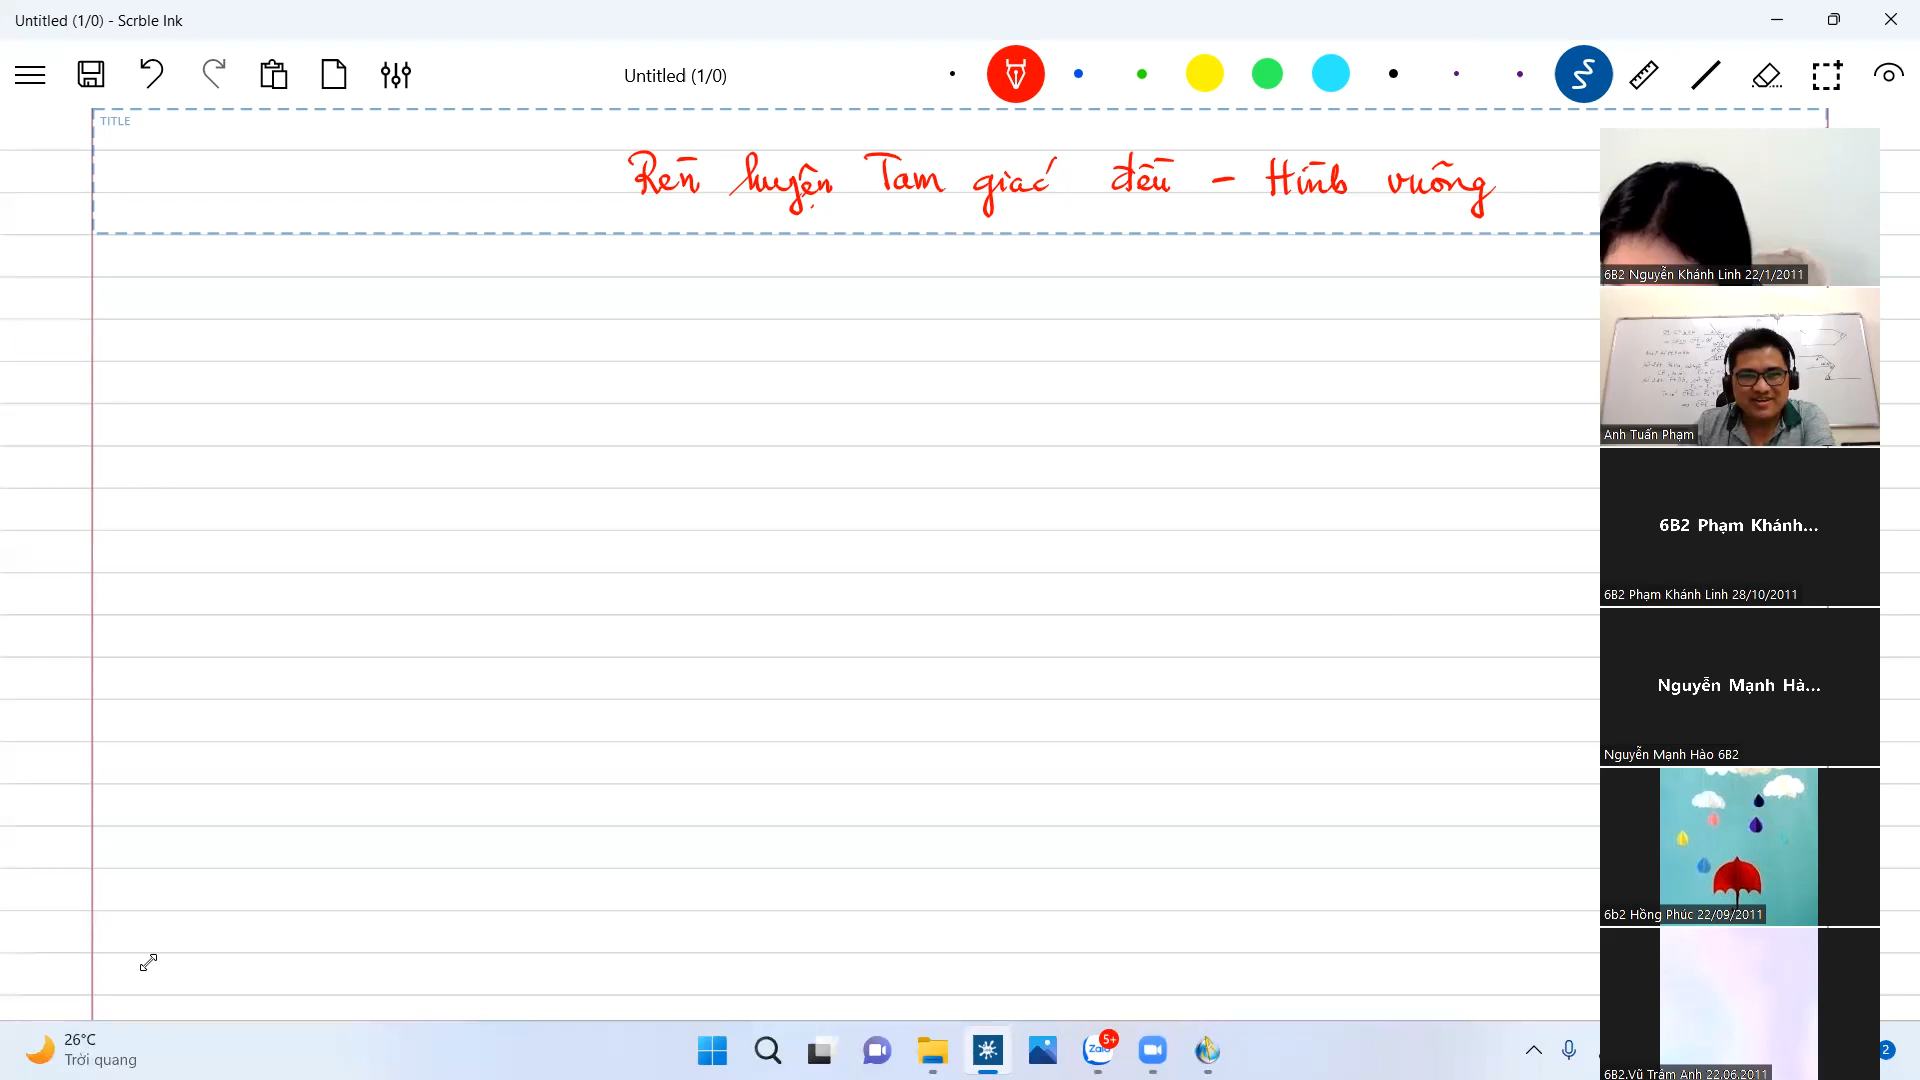 Untitled (1/0) - Scrble Ink
Untitled (1/0)
TITLE
Rèn luyện Tam giác đều - Hình vuông
6B2 Nguyễn Khánh Linh 22/1/2011
Anh Tuấn Phạm
6B2 Phạm Khánh...
6B2 Phạm Khánh Linh 28/10/2011
Nguyễn Mạnh Hà...
Nguyễn Mạnh Hào 6B2
6b2 Hồng Phúc 22/09/2011
6B2.Vũ Trâm Anh 22.06.2011
26°C
Trời quang
Zalo
5+
2